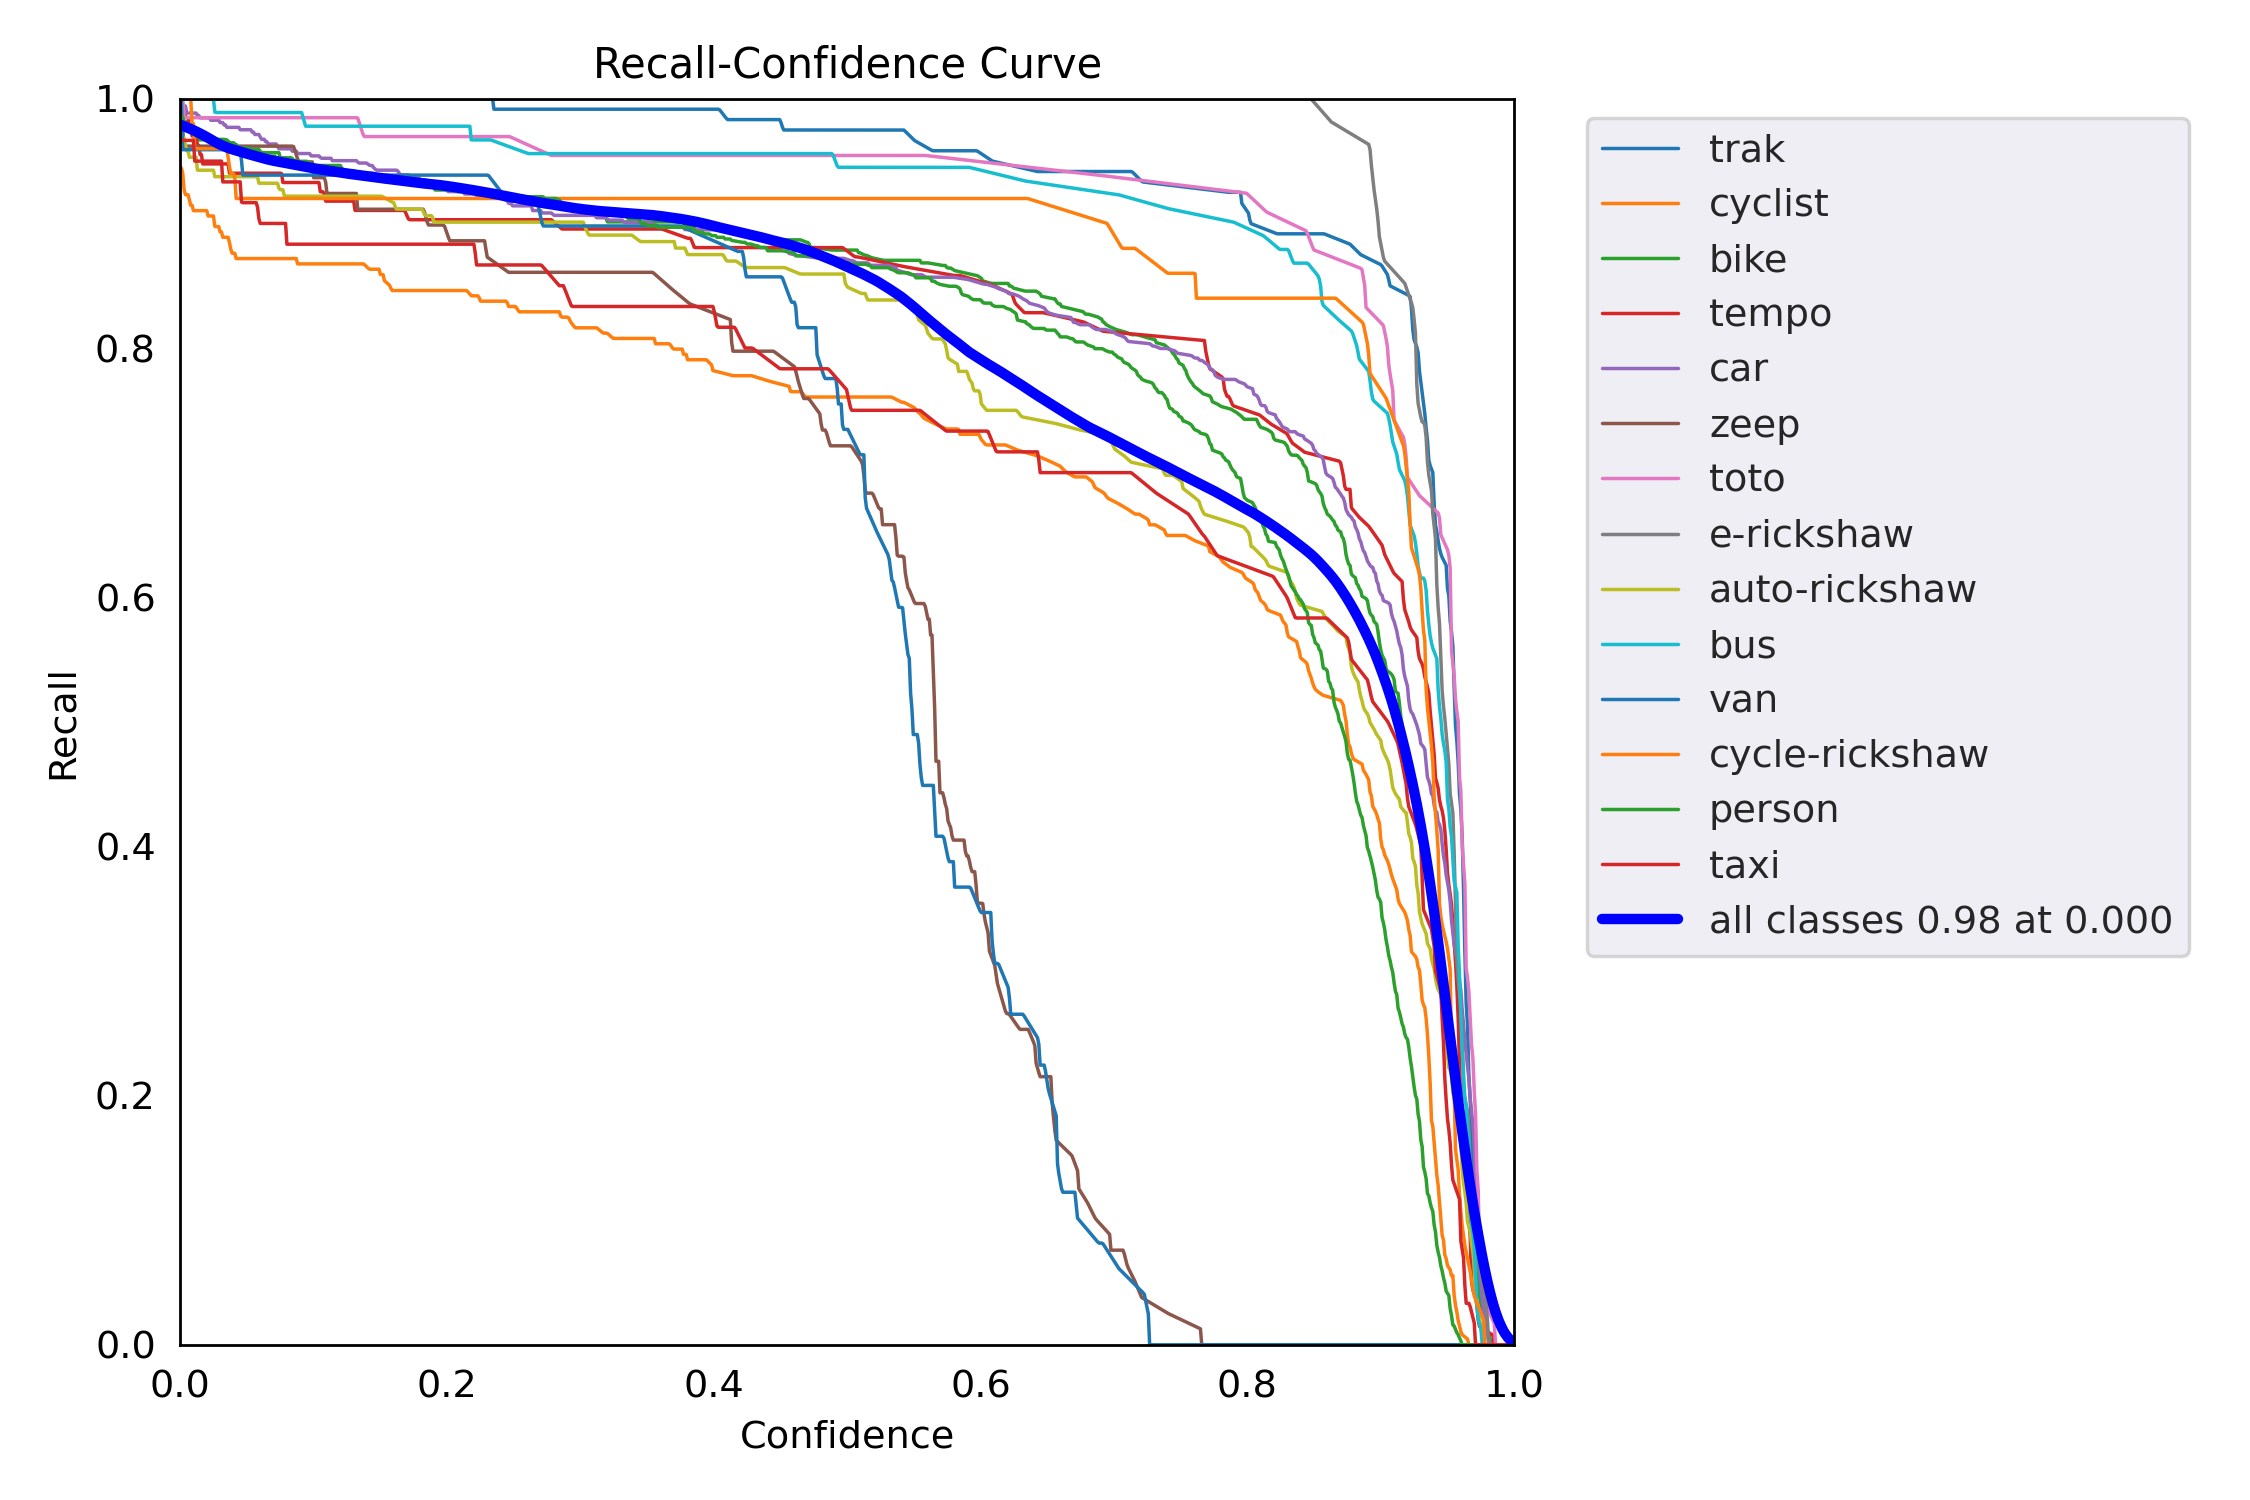 Recall-Confidence Curve
1.0
0.8
0.6
0.4
0.2
0.0
Recall
0.0 0.2 0.4 0.6 0.8 1.0
Confidence
trak
cyclist
bike
tempo
car
zeep
toto
e-rickshaw
auto-rickshaw
bus
van
cycle-rickshaw
person
taxi
all classes 0.98 at 0.000